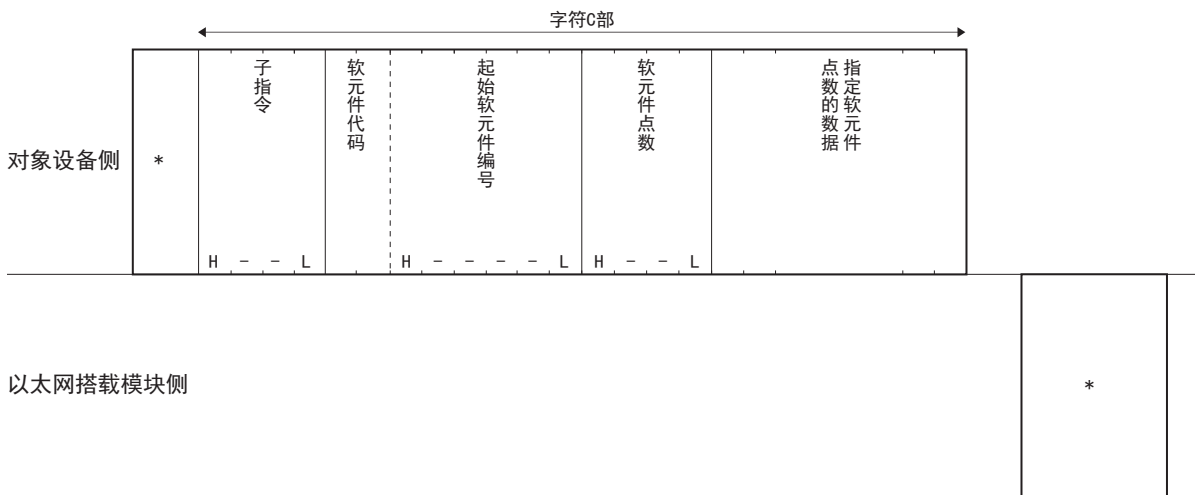 字符C部
子指令
软元件代码
起始软元件编号
软元件点数
指定软元件
点数的数据
对象设备侧
*
H - - L
H - - - - L
H - - L
以太网搭载模块侧
*